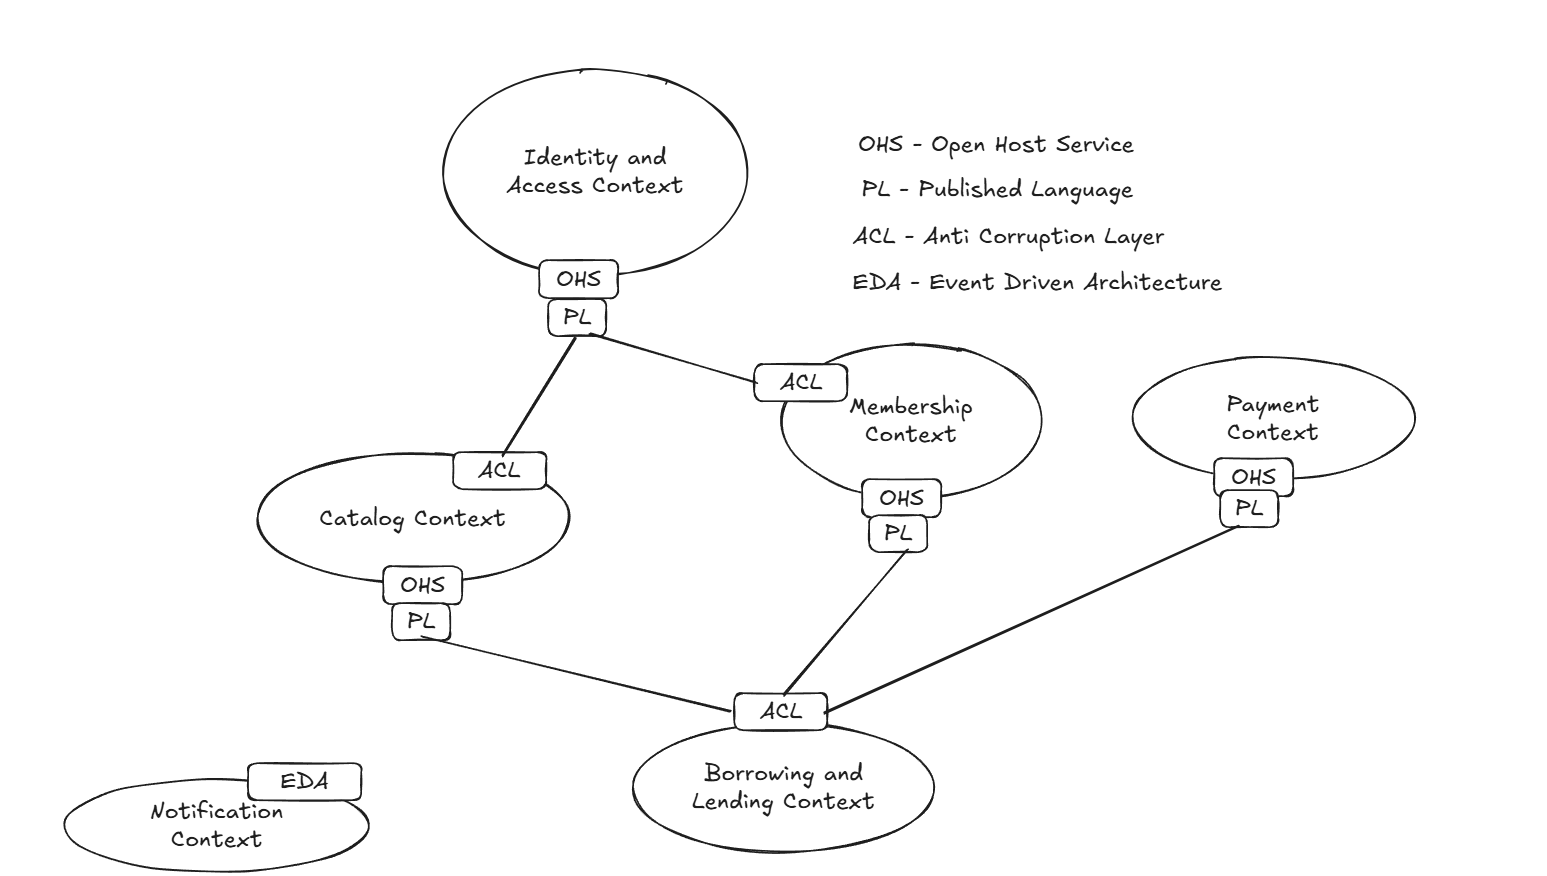 Identity and
Access Context
OHS
PL
OHS - Open Host Service
PL - Published Language
ACL - Anti Corruption Layer
EDA - Event Driven Architecture
ACL
Membership
Context
OHS
PL
Payment
Context
OHS
PL
ACL
Catalog Context
OHS
PL
ACL
Borrowing and
Lending Context
EDA
Notification
Context